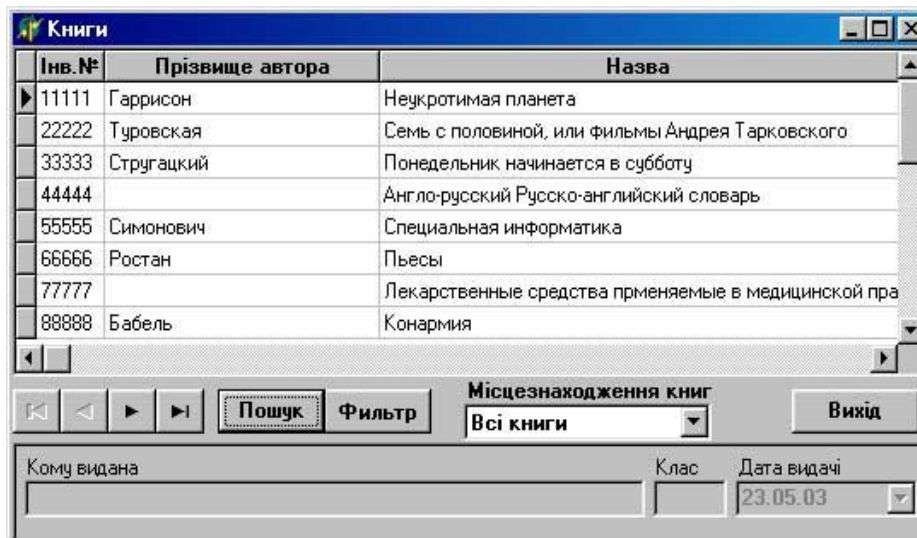 Книги
Інв.№ Прізвище автора Назва
11111 Гаррисон Неукротимая планета
22222 Туровская Семь с половиной, или фильмы Андрея Тарковского
33333 Стругацкий Понедельник начинается в субботу
44444 Англо-русский Русско-английский словарь
55555 Симонович Специальная информатика
66666 Ростан Пьесы
77777 Лекарственные средства прменяемые в медицинской пра
88888 Бабель Конармия
Місцезнаходження книг
Пошук Фильтр Всі книги Вихід
Кому видана Клас Дата видачі
23.05.03